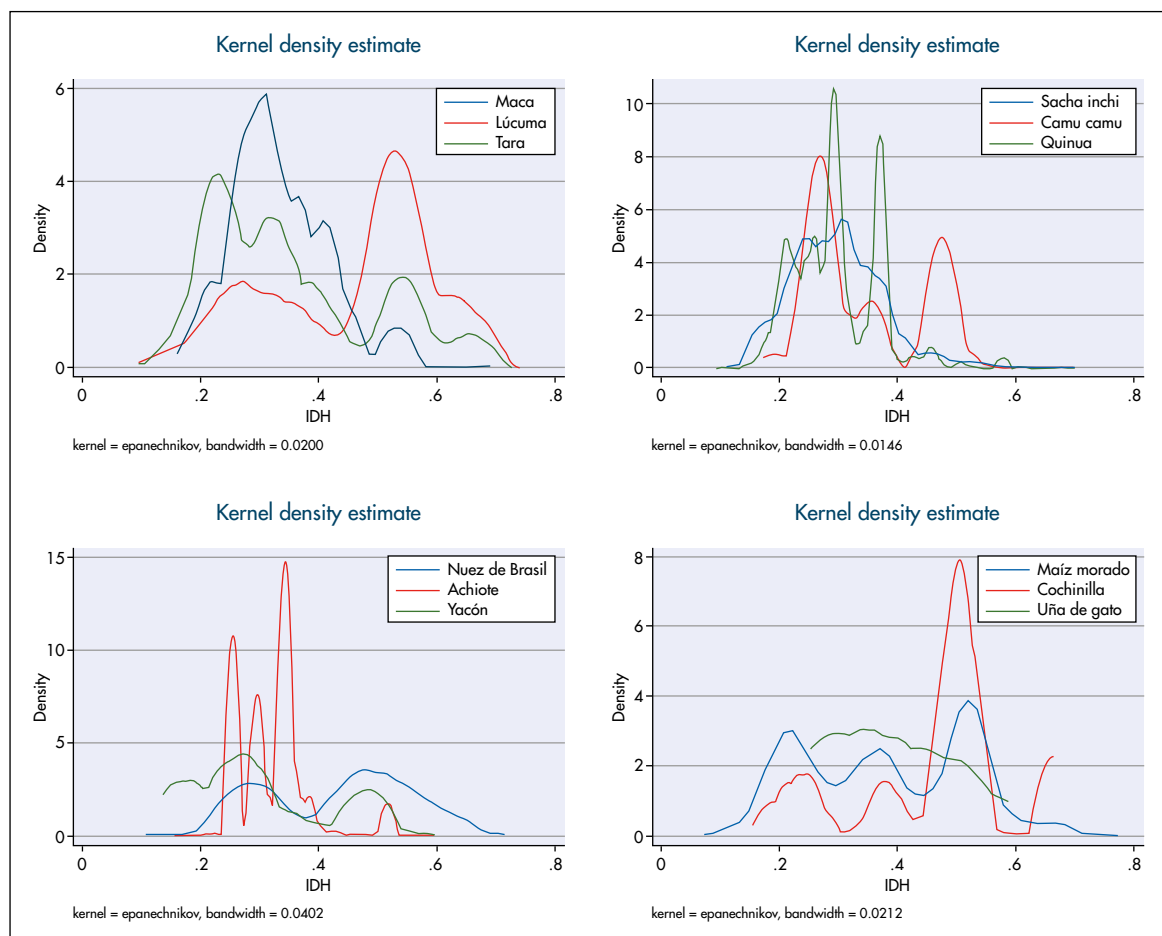 Kernel density estimate
Maca
Lúcuma
Tara
6
4
2
0
Density
0
.2
.4
.6
.8
IDH
kernel = epanechnikov, bandwidth = 0.0200
Kernel density estimate
Sacha inchi
Camu camu
Quinua
10
8
6
4
2
0
Density
0
.2
.4
.6
.8
IDH
kernel = epanechnikov, bandwidth = 0.0146
Kernel density estimate
Nuez de Brasil
Achiote
Yacón
15
10
5
0
Density
0
.2
.4
.6
.8
IDH
kernel = epanechnikov, bandwidth = 0.0402
Kernel density estimate
Maíz morado
Cochinilla
Uña de gato
8
6
4
2
0
Density
0
.2
.4
.6
.8
IDH
kernel = epanechnikov, bandwidth = 0.0212